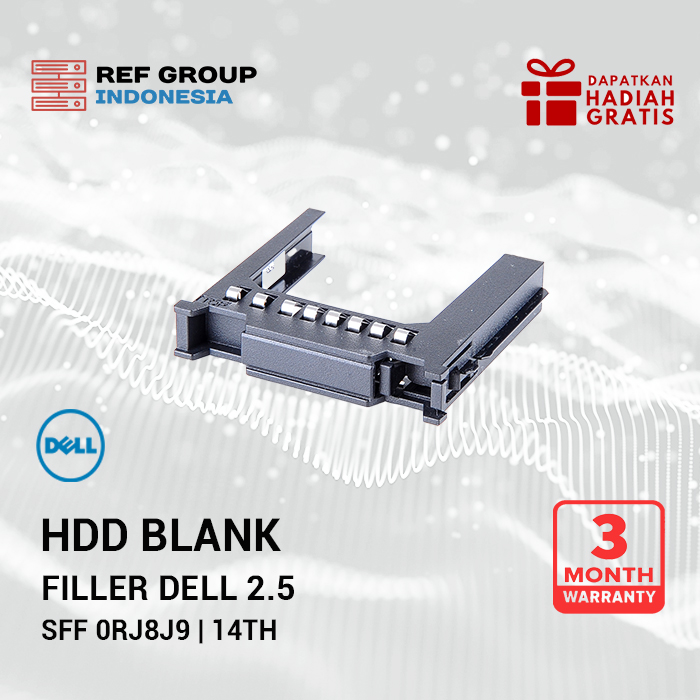 REF GROUP
INDONESIA
DAPATKAN
HADIAH
GRATIS
DELL
HDD BLANK
FILLER DELL 2.5
SFF 0RJ8J9 | 14TH
3
MONTH
WARRANTY